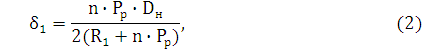 δ₁ = n · Pₚ · Dₙ / 2(R₁ + n · Pₚ), (2)